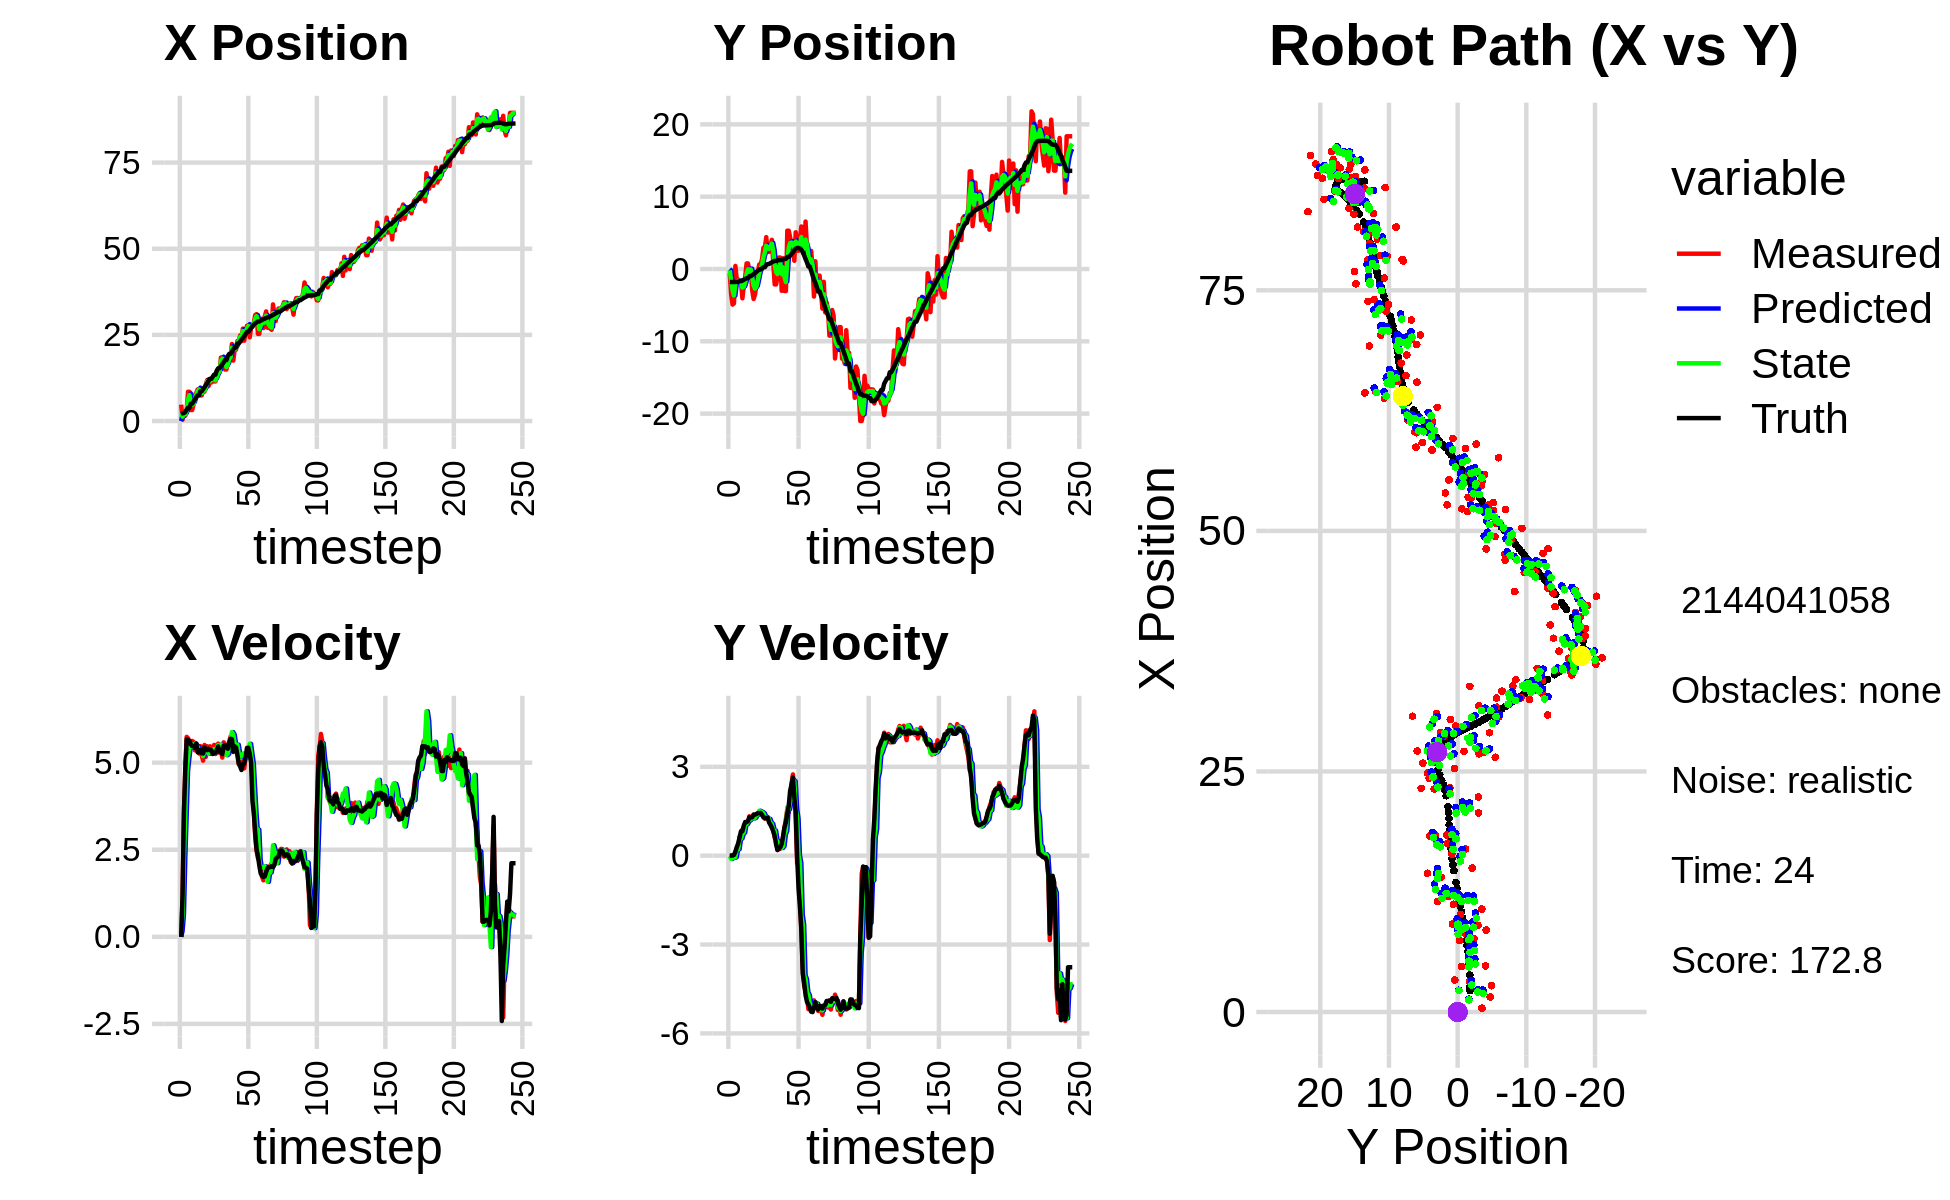 X Position
75
50
25
0
0
50
100
150
200
250
timestep
Y Position
20
10
0
-10
-20
0
50
100
150
200
250
timestep
X Velocity
5.0
2.5
0.0
-2.5
0
50
100
150
200
250
timestep
Y Velocity
3
0
-3
-6
0
50
100
150
200
250
timestep
Robot Path (X vs Y)
X Position
75
50
25
0
20 10 0 -10 -20
Y Position
variable
Measured
Predicted
State
Truth
2144041058
Obstacles: none
Noise: realistic
Time: 24
Score: 172.8